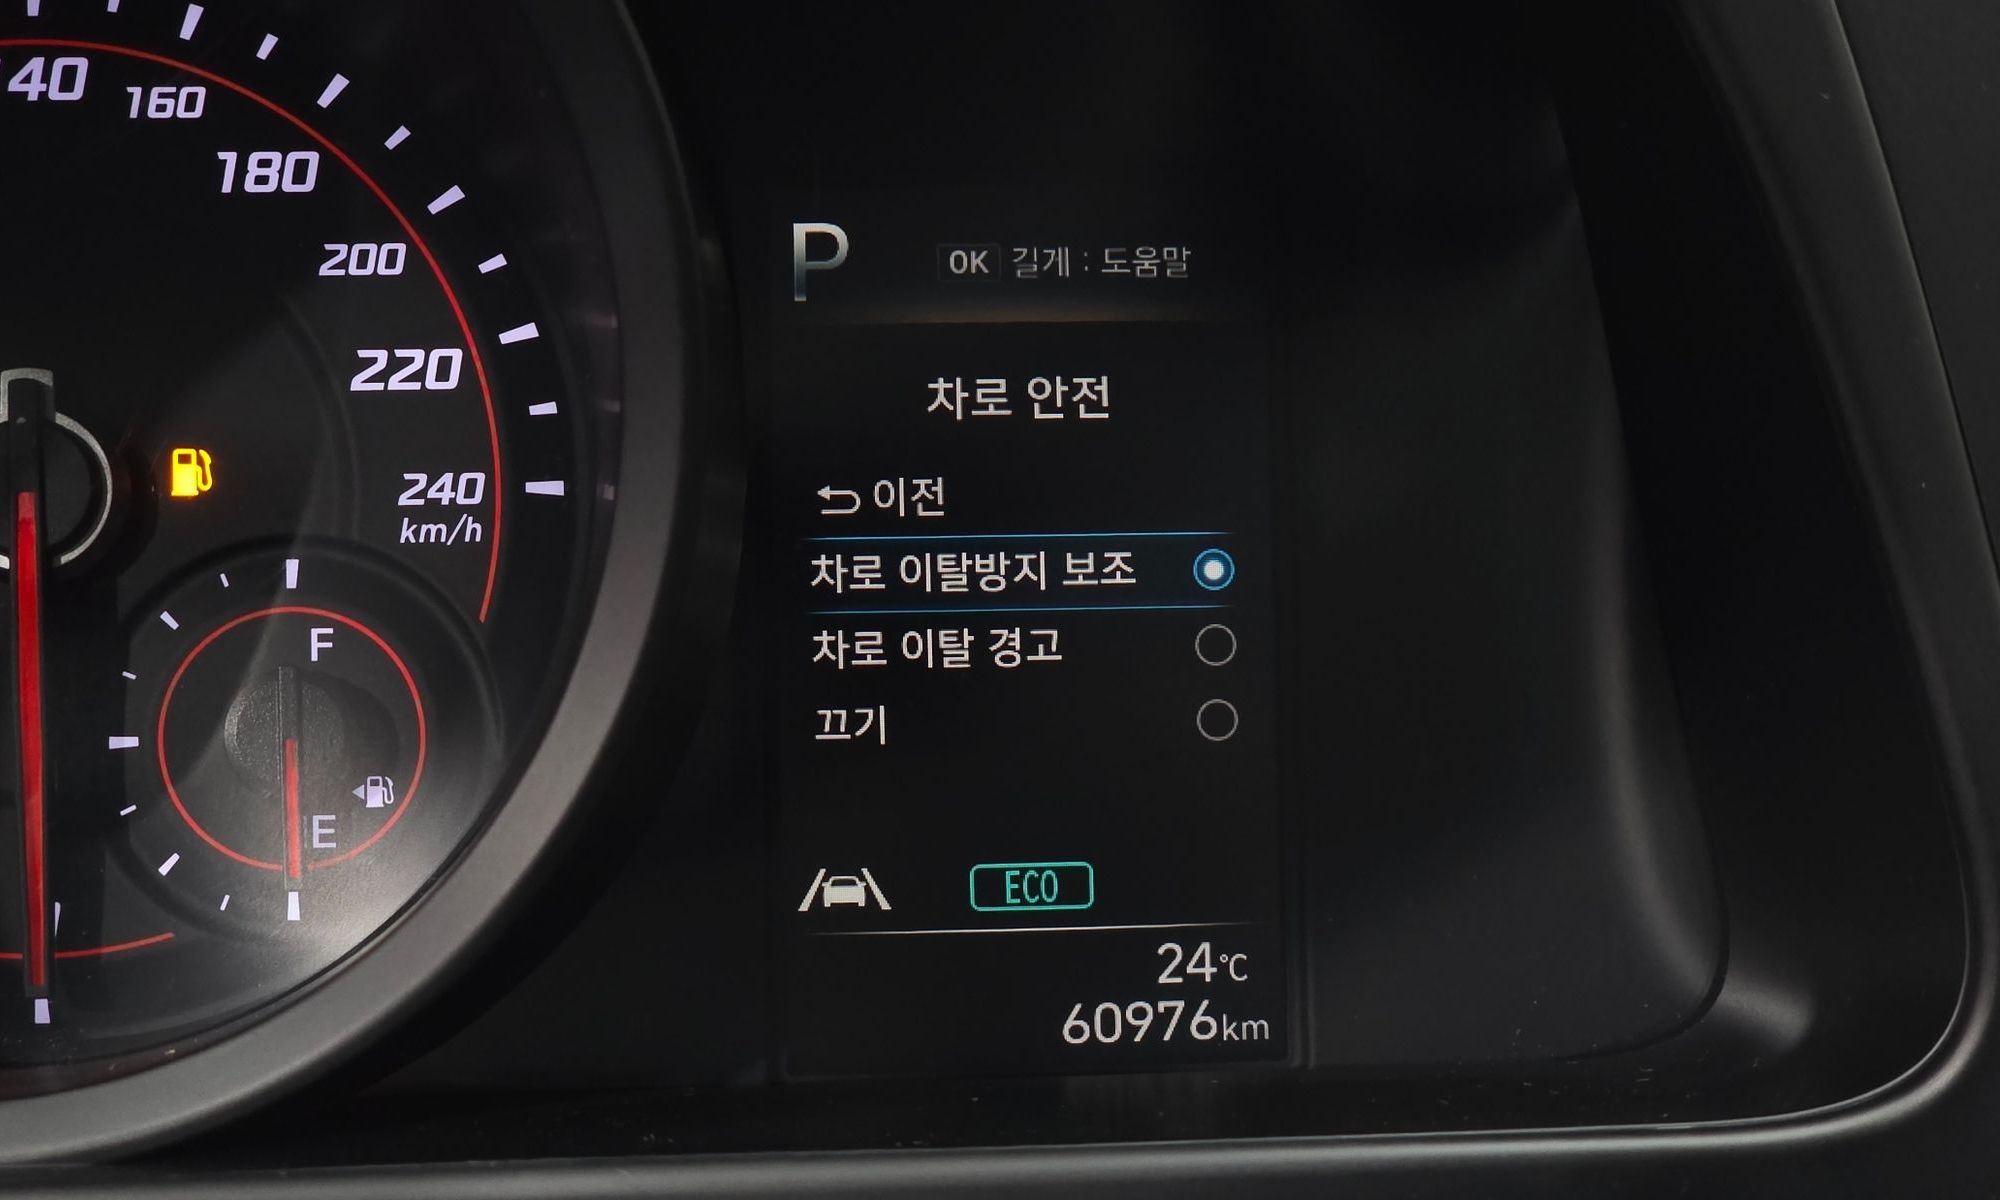 160
180
200
220
240
km/h
F
E
P
OK 길게 : 도움말
차로 안전
이전
차로 이탈방지 보조
차로 이탈 경고
끄기
ECO
24°C
60976km